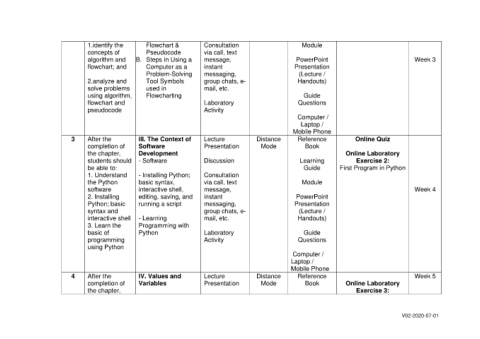 1.identify the
concepts of
algorithm and
flowchart; and
2.analyze and
solve problems
using algorithm,
flowchart and
pseudocode
Flowchart &
Pseudocode
B. Steps in Using a
Computer as a
Problem-Solving
Tool Symbols
used in
Flowcharting
Consultation
via call, text
message,
instant
messaging,
group chats, e-
mail, etc.
Laboratory
Activity
Module
PowerPoint
Presentation
(Lecture /
Handouts)
Guide
Questions
Computer /
Laptop /
Mobile Phone
Week 3
3
After the
completion of
the chapter,
students should
be able to:
1. Understand
the Python
software
2. Installing
Python; basic
syntax and
interactive shell
3. Learn the
basic of
programming
using Python
III. The Context of
Software
Development
- Software
- Installing Python;
basic syntax,
interactive shell,
editing, saving, and
running a script
- Learning
Programming with
Python
Lecture
Presentation
Discussion
Consultation
via call, text
message,
instant
messaging,
group chats, e-
mail, etc.
Laboratory
Activity
Distance
Mode
Reference
Book
Learning
Guide
Module
PowerPoint
Presentation
(Lecture /
Handouts)
Guide
Questions
Computer /
Laptop /
Mobile Phone
Online Quiz
Online Laboratory
Exercise 2:
First Program in Python
Week 4
4
After the
completion of
the chapter,
IV. Values and
Variables
Lecture
Presentation
Distance
Mode
Reference
Book
Online Laboratory
Exercise 3:
Week 5
V02-2020-07-01